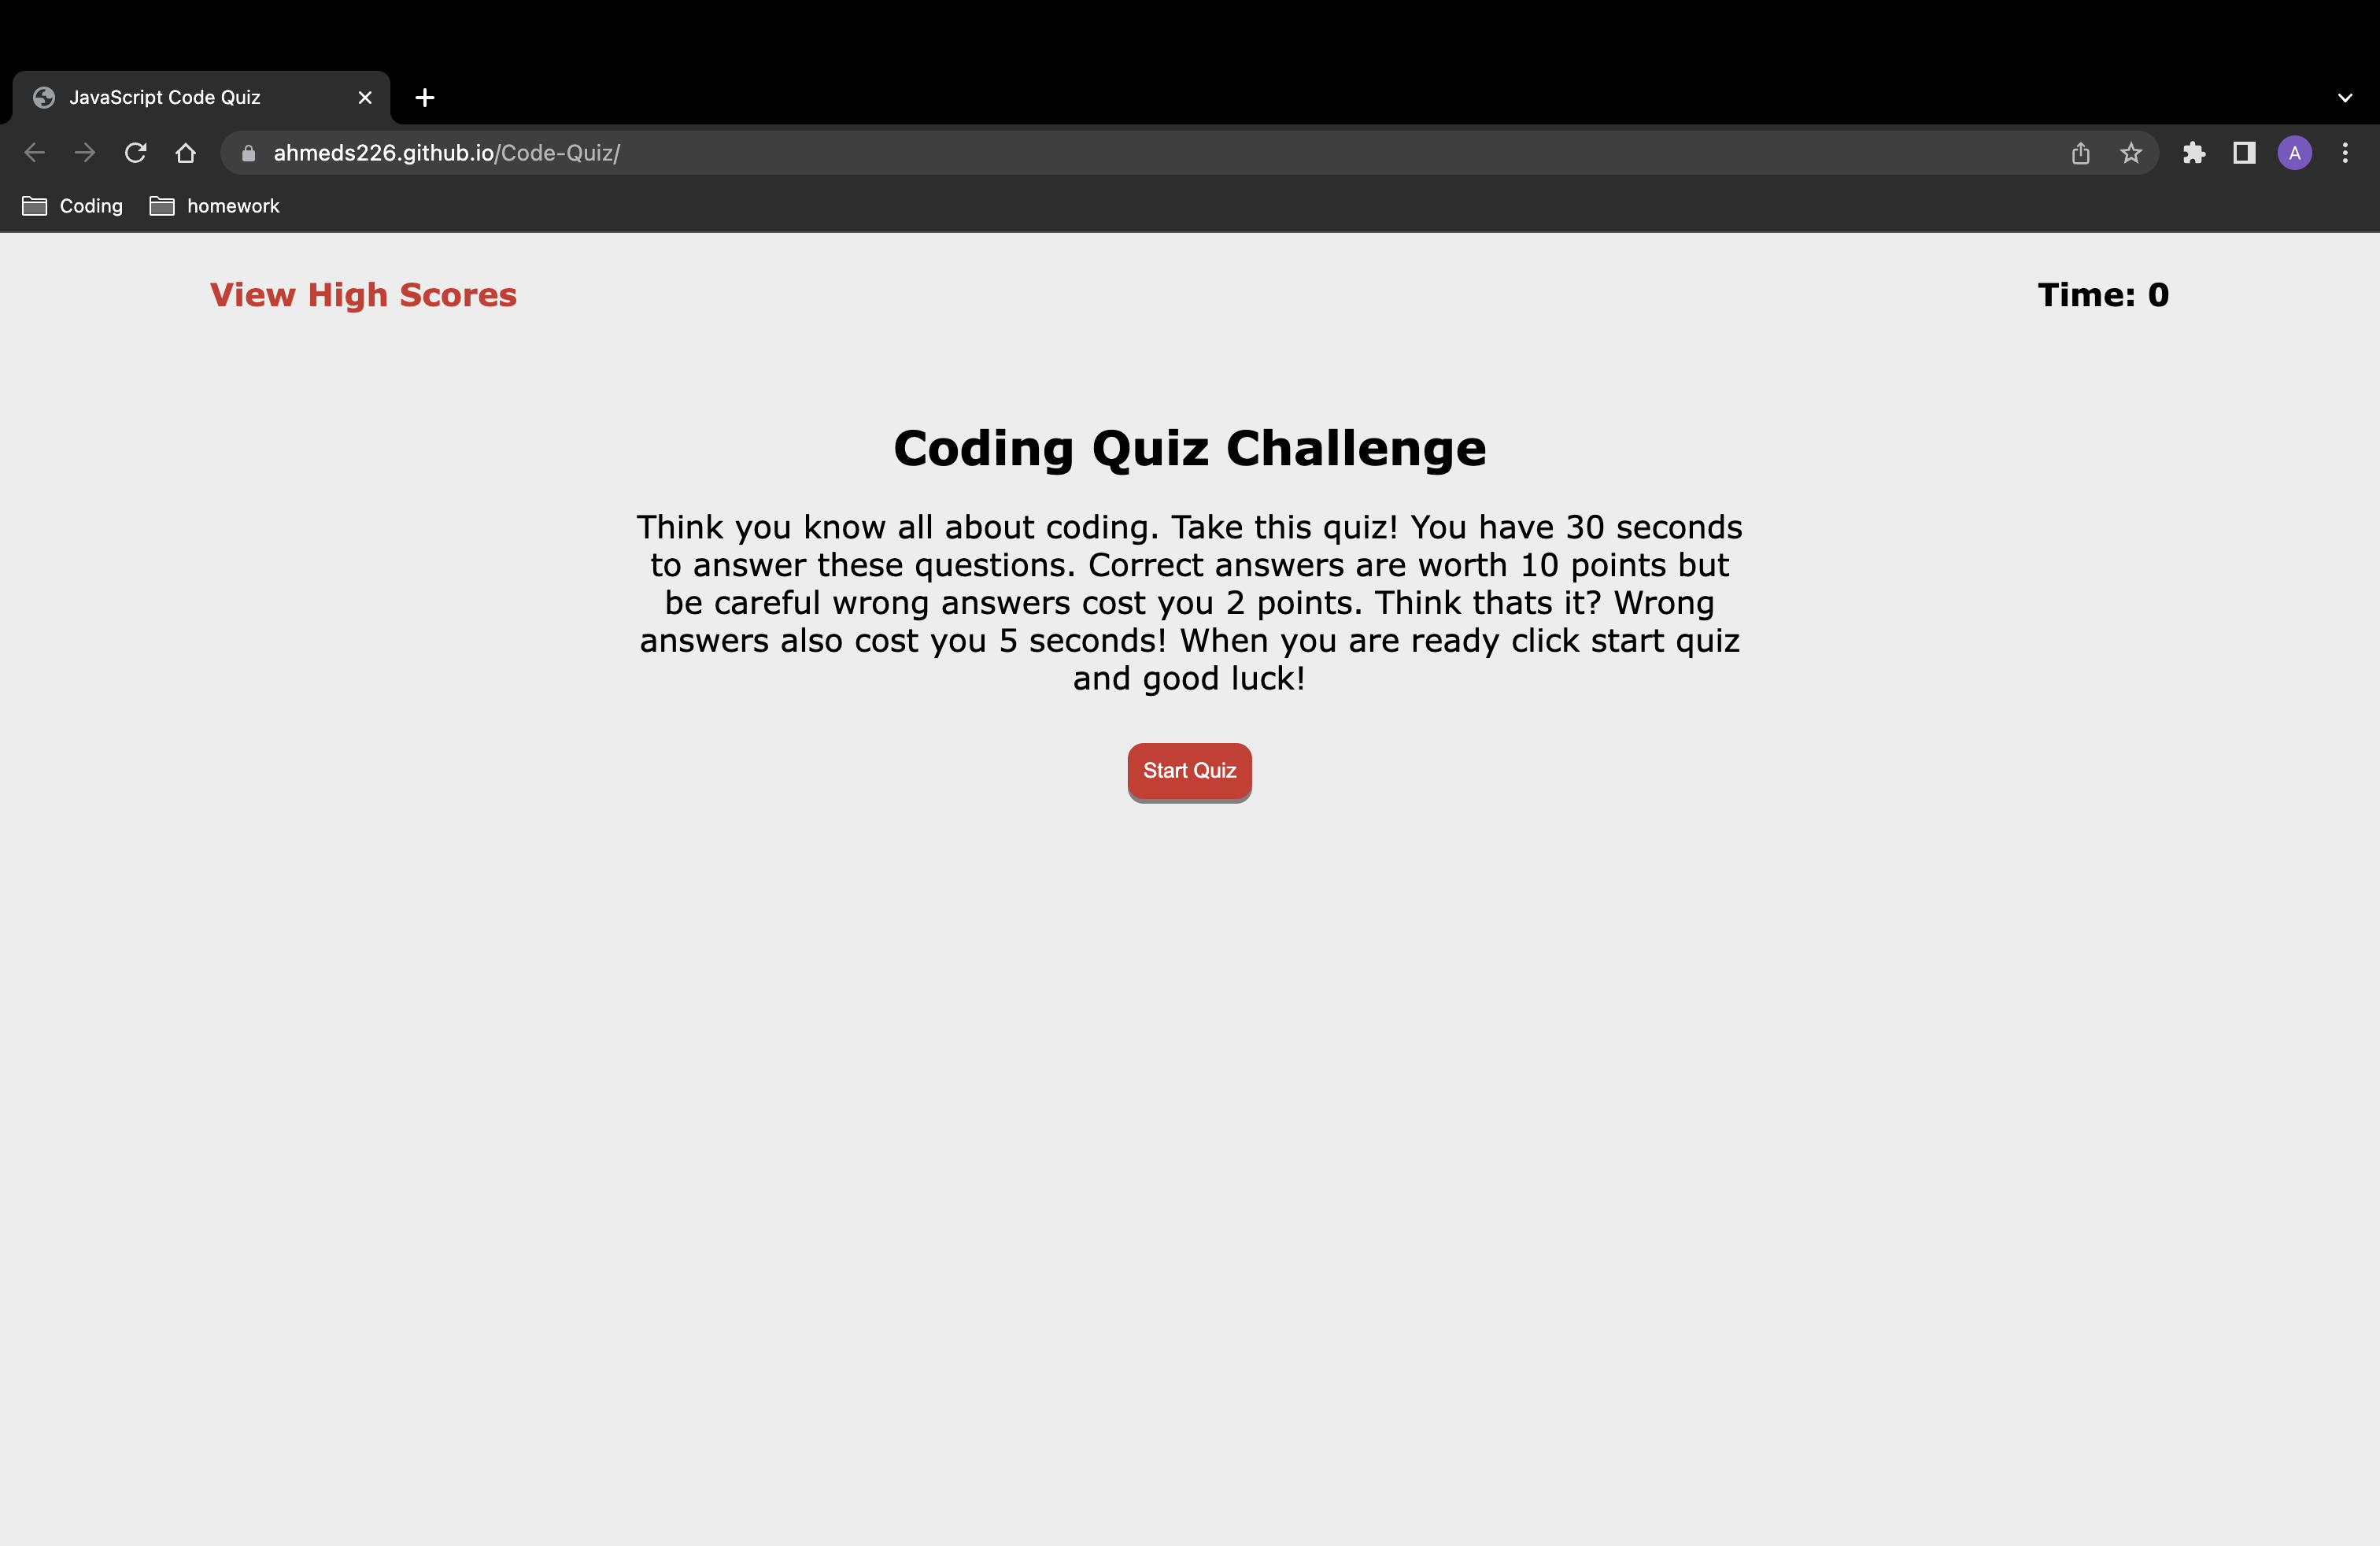 JavaScript Code Quiz
ahmeds226.github.io/Code-Quiz/
A
Coding homework
View High Scores Time: 0
Coding Quiz Challenge
Think you know all about coding. Take this quiz! You have 30 seconds
to answer these questions. Correct answers are worth 10 points but
be careful wrong answers cost you 2 points. Think thats it? Wrong
answers also cost you 5 seconds! When you are ready click start quiz
and good luck!
Start Quiz